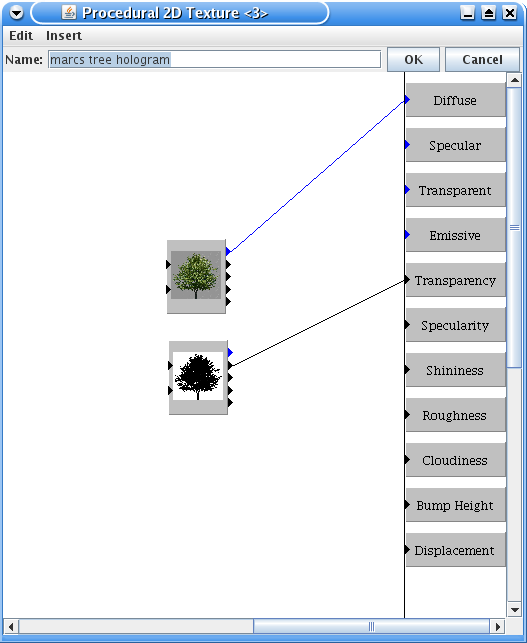 Procedural 2D Texture <3>
Edit Insert
Name: marcs tree hologram OK Cancel
Diffuse
Specular
Transparent
Emissive
Transparency
Specularity
Shininess
Roughness
Cloudiness
Bump Height
Displacement